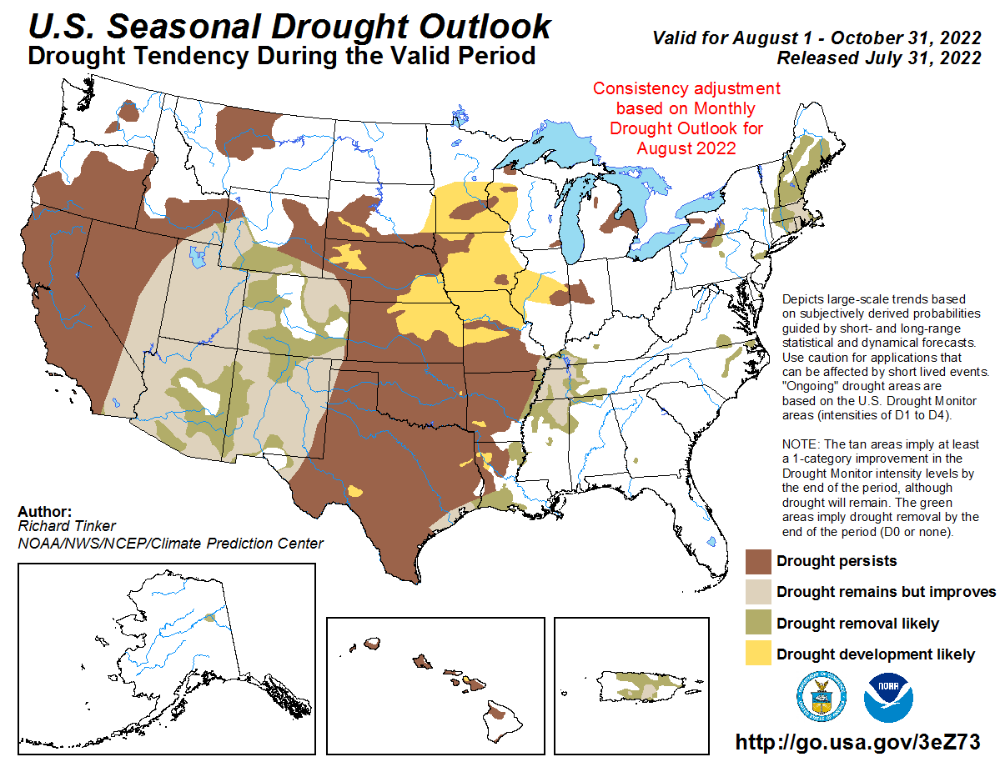 U.S. Seasonal Drought Outlook
Drought Tendency During the Valid Period
Valid for August 1 - October 31, 2022
Released July 31, 2022
Consistency adjustment
based on Monthly
Drought Outlook for
August 2022
Depicts large-scale trends based
on subjectively derived probabilities
guided by short- and long-range
statistical and dynamical forecasts.
Use caution for applications that
can be affected by short lived events.
"Ongoing" drought areas are
based on the U.S. Drought Monitor
areas (intensities of D1 to D4).
NOTE: The tan areas imply at least
a 1-category improvement in the
Drought Monitor intensity levels by
the end of the period, although
drought will remain. The green
areas imply drought removal by the
end of the period (D0 or none).
Author:
Richard Tinker
NOAA/NWS/NCEP/Climate Prediction Center
Drought persists
Drought remains but improves
Drought removal likely
Drought development likely
NOAA
http://go.usa.gov/3eZ73